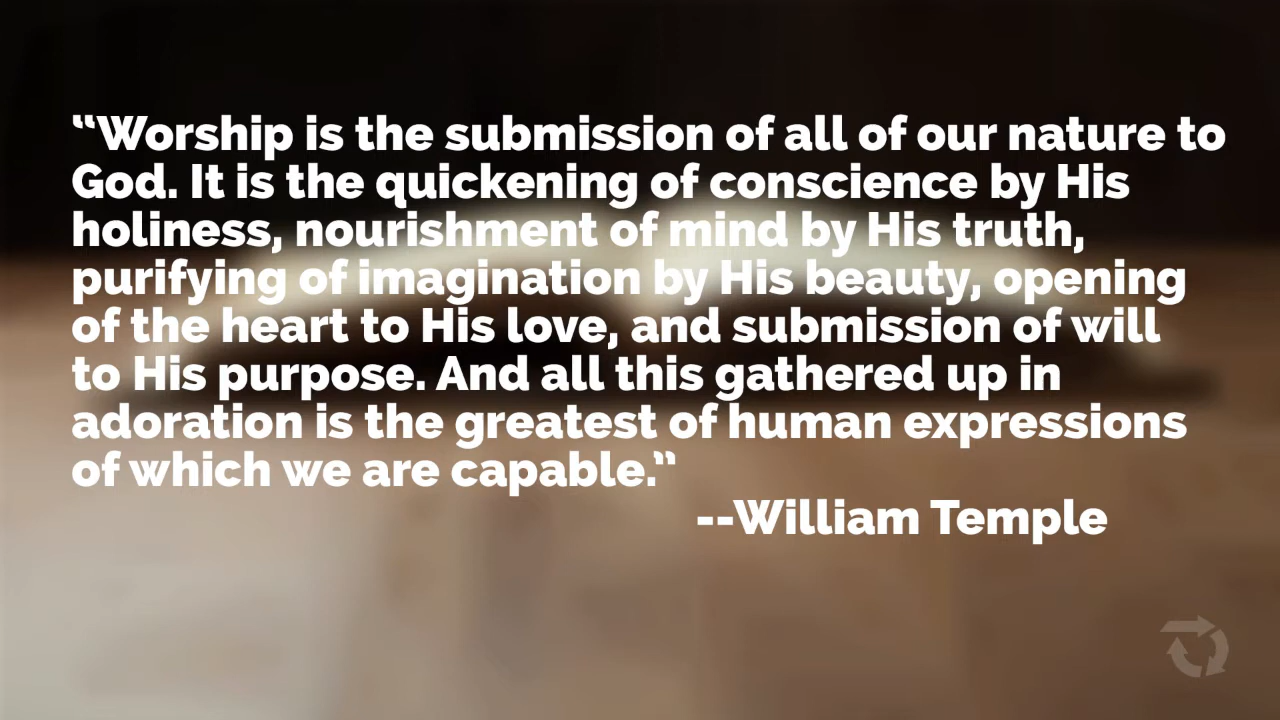 “Worship is the submission of all of our nature to
God. It is the quickening of conscience by His
holiness, nourishment of mind by His truth,
purifying of imagination by His beauty, opening
of the heart to His love, and submission of will
to His purpose. And all this gathered up in
adoration is the greatest of human expressions
of which we are capable.”
--William Temple